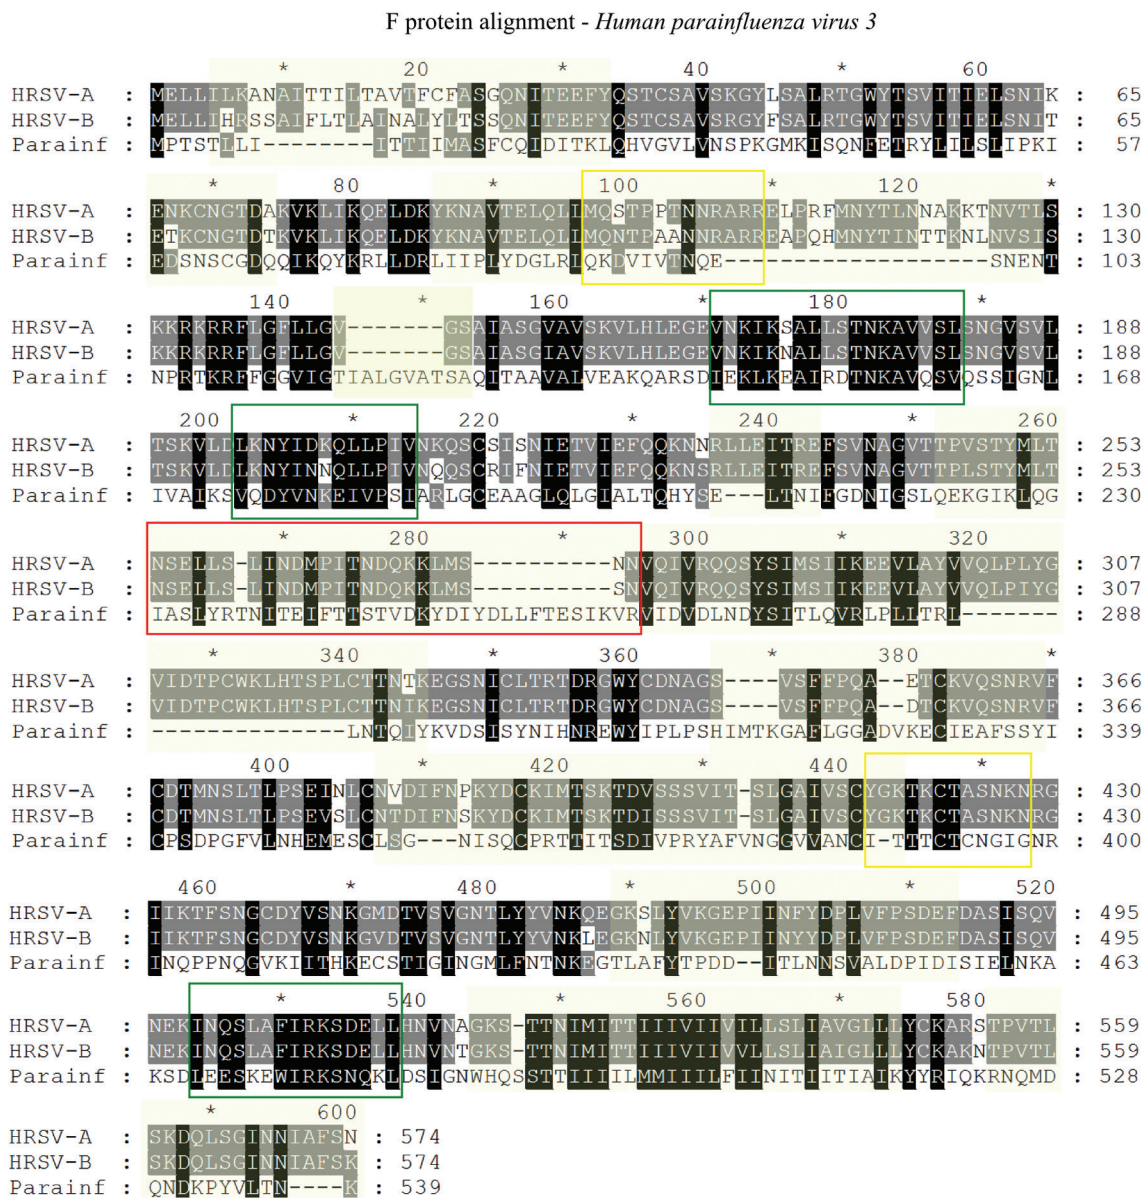 F protein alignment - Human parainfluenza virus 3
* 20 * 40 * 60
HRSV-A : MELLILKANAITTILTAVTFCFASGQNITEEFYQSTCSAVSKGYLSALRTGWYTSVITIELSNIK : 65
HRSV-B : MELLIHRSSAIFLTLAINALYLTSSQNITEEFYQSTCSAVSRGYFSALRTGWYTSVITIELSNIT : 65
Parainf : MPTSTLLI--------ITTIIMASFCQIDITKLQHVGVLVNSPKGMKISQNFETRYLILSLIPKI : 57
* 80 * 100 * 120 *
HRSV-A : ENKCNGTDAKVKLIKQELDKYKNAVTELQLLMQSTPPTNNRARRELPRFMNYTLNNAKKTNVTLS : 130
HRSV-B : ETKCNGTDTKVKLIKQELDKYKNAVTELQLLMQNTPAANNRARREAPQHMNYTINTTKNLNVSIS : 130
Parainf : EDSNSCGDQQIKQYKRLLDRLIIPLYDGLRLQKDVIVTNQE-------------------SNENT : 103
140 * 160 * 180 *
HRSV-A : KKRKRRFLGFLLGV-------GSAIASGVAVSKVLHLEGEVNKIKSALLSTNKAVVSLSNGVSVL : 188
HRSV-B : KKRKRRFLGFLLGV-------GSAIASGIAVSKVLHLEGEVNKIKNALLSTNKAVVSLSNGVSVL : 188
Parainf : NPRTKRFFGGVIGTIALGVATSAQITAAVALVEAKQARSDIEKLKEAIRDTNKAVQSVQSSIGNL : 168
200 * 220 * 240 * 260
HRSV-A : TSKVLDLKNYIDKQLLPIVNKQSCSISNIETVIEFQQKNNRLLEITREFSVNAGVTTPVSTYMLT : 253
HRSV-B : TSKVLDLKNYINNQLLPIVNQQSCRIFNIETVIEFQQKNSRLLEITREFSVNAGVTTPLSTYMLT : 253
Parainf : IVAIKSVQDYVNKEIVPSIARLGCEAAGLQLGIALTQHYSE---LTNIFGDNIGSLQEKGIKLQG : 230
* 280 * 300 * 320
HRSV-A : NSELLS-LINDMPITNDQKKLMS----------NNVQIVRQQSYSIMSIIKEEVLAYVVQLPLYG : 307
HRSV-B : NSELLS-LINDMPITNDQKKLMS----------SNVQIVRQQSYSIMSIIKEEVLAYVVQLPIYG : 307
Parainf : IASLYRTNITEIFTTSTVDKYDIYDLLFTESIKVRVIDVDLNDYSITLQVRLPLLTRL------- : 288
* 340 * 360 * 380 *
HRSV-A : VIDTPCWKLHTSPLCTTNTKEGSNICLTRTDRGWYCDNAGS----VSFFPQA--ETCKVQSNRVF : 366
HRSV-B : VIDTPCWKLHTSPLCTTNIKEGSNICLTRTDRGWYCDNAGS----VSFFPQA--DTCKVQSNRVF : 366
Parainf : --------------LNTQIYKVDSISYNIHNREWYIPLPSHIMTKGAFLGGADVKECIEAFSSYI : 339
400 * 420 * 440 *
HRSV-A : CDTMNSLTLPSEINLCNVDIFNPKYDCKIMTSKTDVSSSVIT-SLGAIVSCYGKTKCTASNKNRG : 430
HRSV-B : CDTMNSLTLPSEVSLCNTDIFNSKYDCKIMTSKTDISSSVIT-SLGAIVSCYGKTKCTASNKNRG : 430
Parainf : CPSDPGFVLNHEMESCLSG---NISQCPRTTITSDIVPRYAFVNGGVVANCI-TTTCTCNGIGNR : 400
460 * 480 * 500 * 520
HRSV-A : IIKTFSNGCDYVSNKGMDTVSVGNTLYYVNKQEGKSLYVKGEPIINFYDPLVFPSDEFDASISQV : 495
HRSV-B : IIKTFSNGCDYVSNKGVDTVSVGNTLYYVNKLEGKNLYVKGEPIINYYDPLVFPSDEFDASISQV : 495
Parainf : INQPPNQGVKIITHKECSTIGINGMLFNTNKEGTLAFYTPDD--ITLNNSVALDPIDISIELNKA : 463
* 540 * 560 * 580
HRSV-A : NEKINQSLAFIRKSDELLHNVNAGKS-TTNIMITTIIIVIIVILLSLIAVGLLLYCKARSTPVTL : 559
HRSV-B : NEKINQSLAFIRKSDELLHNVNTGKS-TTNIMITTIIIVIIVVLLSLIAIGLLLYCKAKNTPVTL : 559
Parainf : KSDLEESKEWIRKSNQKLDSIGNWHQSSTTIIIILMMIIILFIINITIITIAIKYYRIQKRNQMD : 528
* 600
HRSV-A : SKDQLSGINNIAFSN : 574
HRSV-B : SKDQLSGINNIAFSK : 574
Parainf : QNDKPYVLTN----K : 539